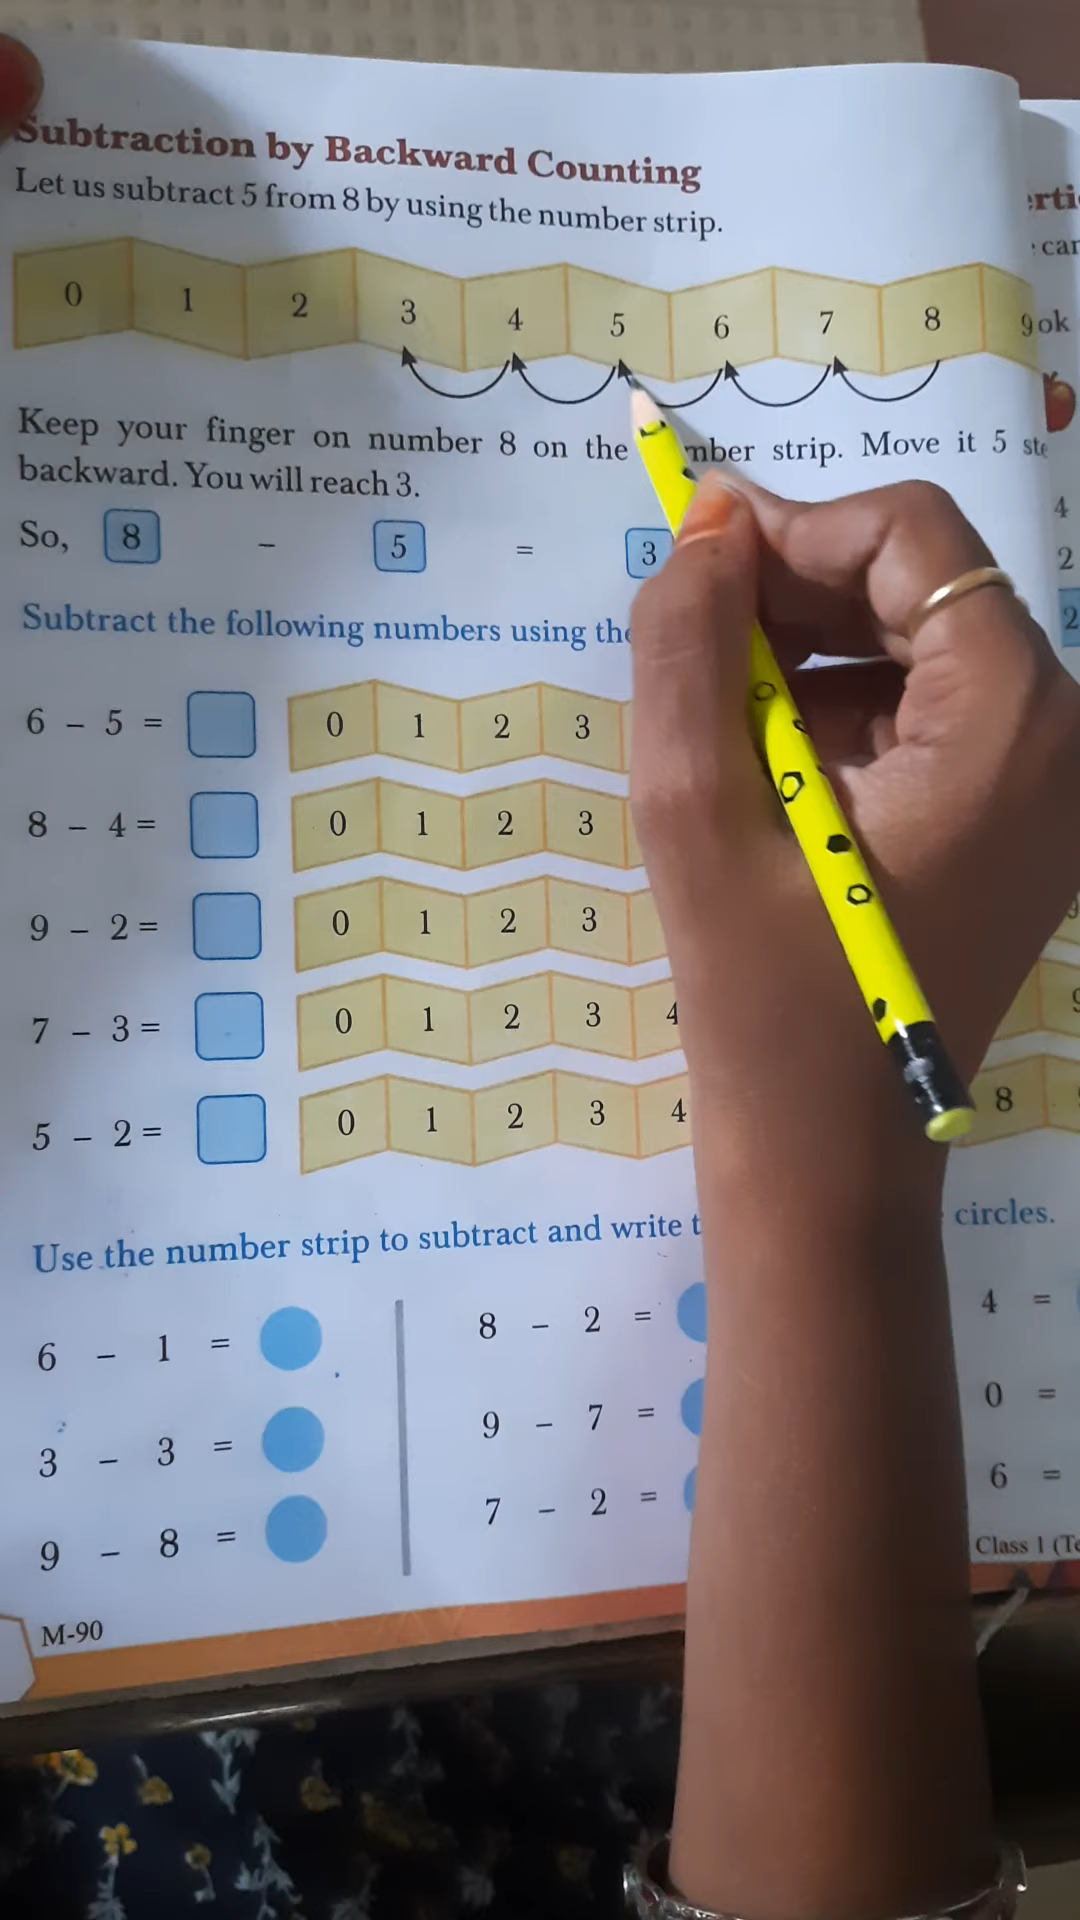 Subtraction by Backward Counting
Let us subtract 5 from 8 by using the number strip.
0 1 2 3 4 5 6 7 8 9
Keep your finger on number 8 on the strip. Move it 5
backward. You will reach 3.
So, 8 - 5 = 3
Subtract the following numbers using
6 - 5 = 0 1 2 3
8 - 4 = 0 1 2 3
9 - 2 = 0 1 2 3
7 - 3 = 0 1 2 3 4
5 - 2 = 0 1 2 3 4 8
Use the number strip to subtract and write circles.
6 - 1 = 8 - 2 = 4 =
3 - 3 = 9 - 7 = 0 =
9 - 8 = 7 - 2 = 6 =
Class 1
M-90